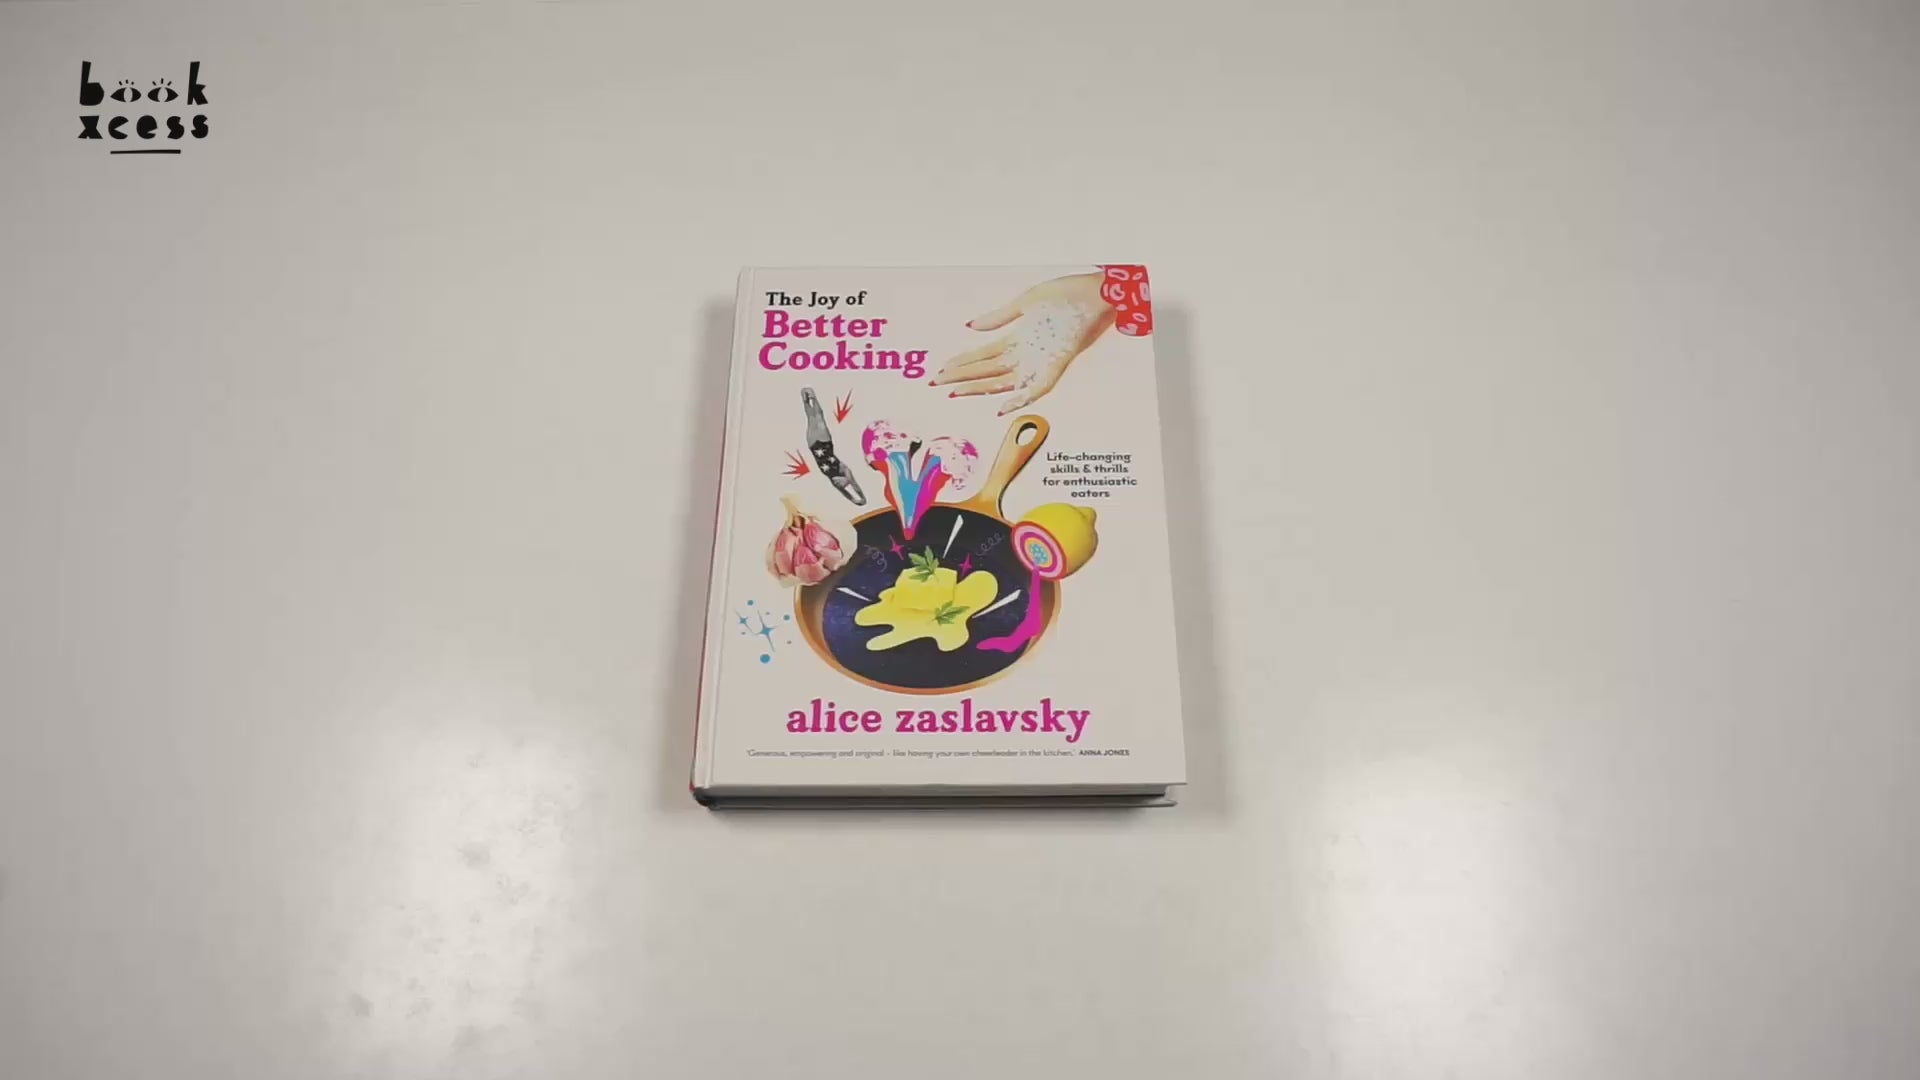 book
xcess
The Joy of
Better
Cooking
Life-changing
skills & thrills
for enthusiastic
eaters
alice zaslavsky
'Generous, empowering and original – like having your own cheerleader in the kitchen.' ANNA JONES